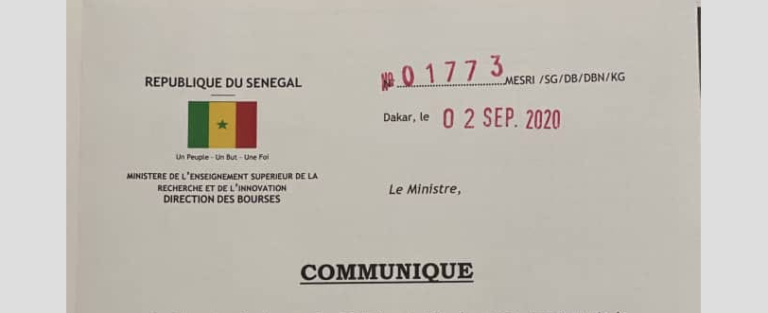 REPUBLIQUE DU SENEGAL
Un Peuple - Un But - Une Foi
MINISTERE DE L'ENSEIGNEMENT SUPERIEUR DE LA
RECHERCHE ET DE L'INNOVATION
DIRECTION DES BOURSES
№ 01773 MESRI /SG/DB/DBN/KG
Dakar, le 02 SEP. 2020
Le Ministre,
COMMUNIQUE